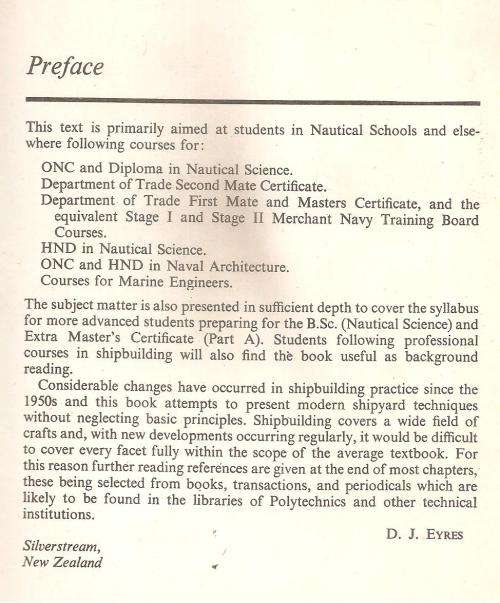 Preface
This text is primarily aimed at students in Nautical Schools and else-
where following courses for:
ONC and Diploma in Nautical Science.
Department of Trade Second Mate Certificate.
Department of Trade First Mate and Masters Certificate, and the
equivalent Stage I and Stage II Merchant Navy Training Board
Courses.
HND in Nautical Science.
ONC and HND in Naval Architecture.
Courses for Marine Engineers.
The subject matter is also presented in sufficient depth to cover the syllabus
for more advanced students preparing for the B.Sc. (Nautical Science) and
Extra Master's Certificate (Part A). Students following professional
courses in shipbuilding will also find the book useful as background
reading.
Considerable changes have occurred in shipbuilding practice since the
1950s and this book attempts to present modern shipyard techniques
without neglecting basic principles. Shipbuilding covers a wide field of
crafts and, with new developments occurring regularly, it would be difficult
to cover every facet fully within the scope of the average textbook. For
this reason further reading references are given at the end of most chapters,
these being selected from books, transactions, and periodicals which are
likely to be found in the libraries of Polytechnics and other technical
institutions.
D. J. EYRES
Silverstream,
New Zealand